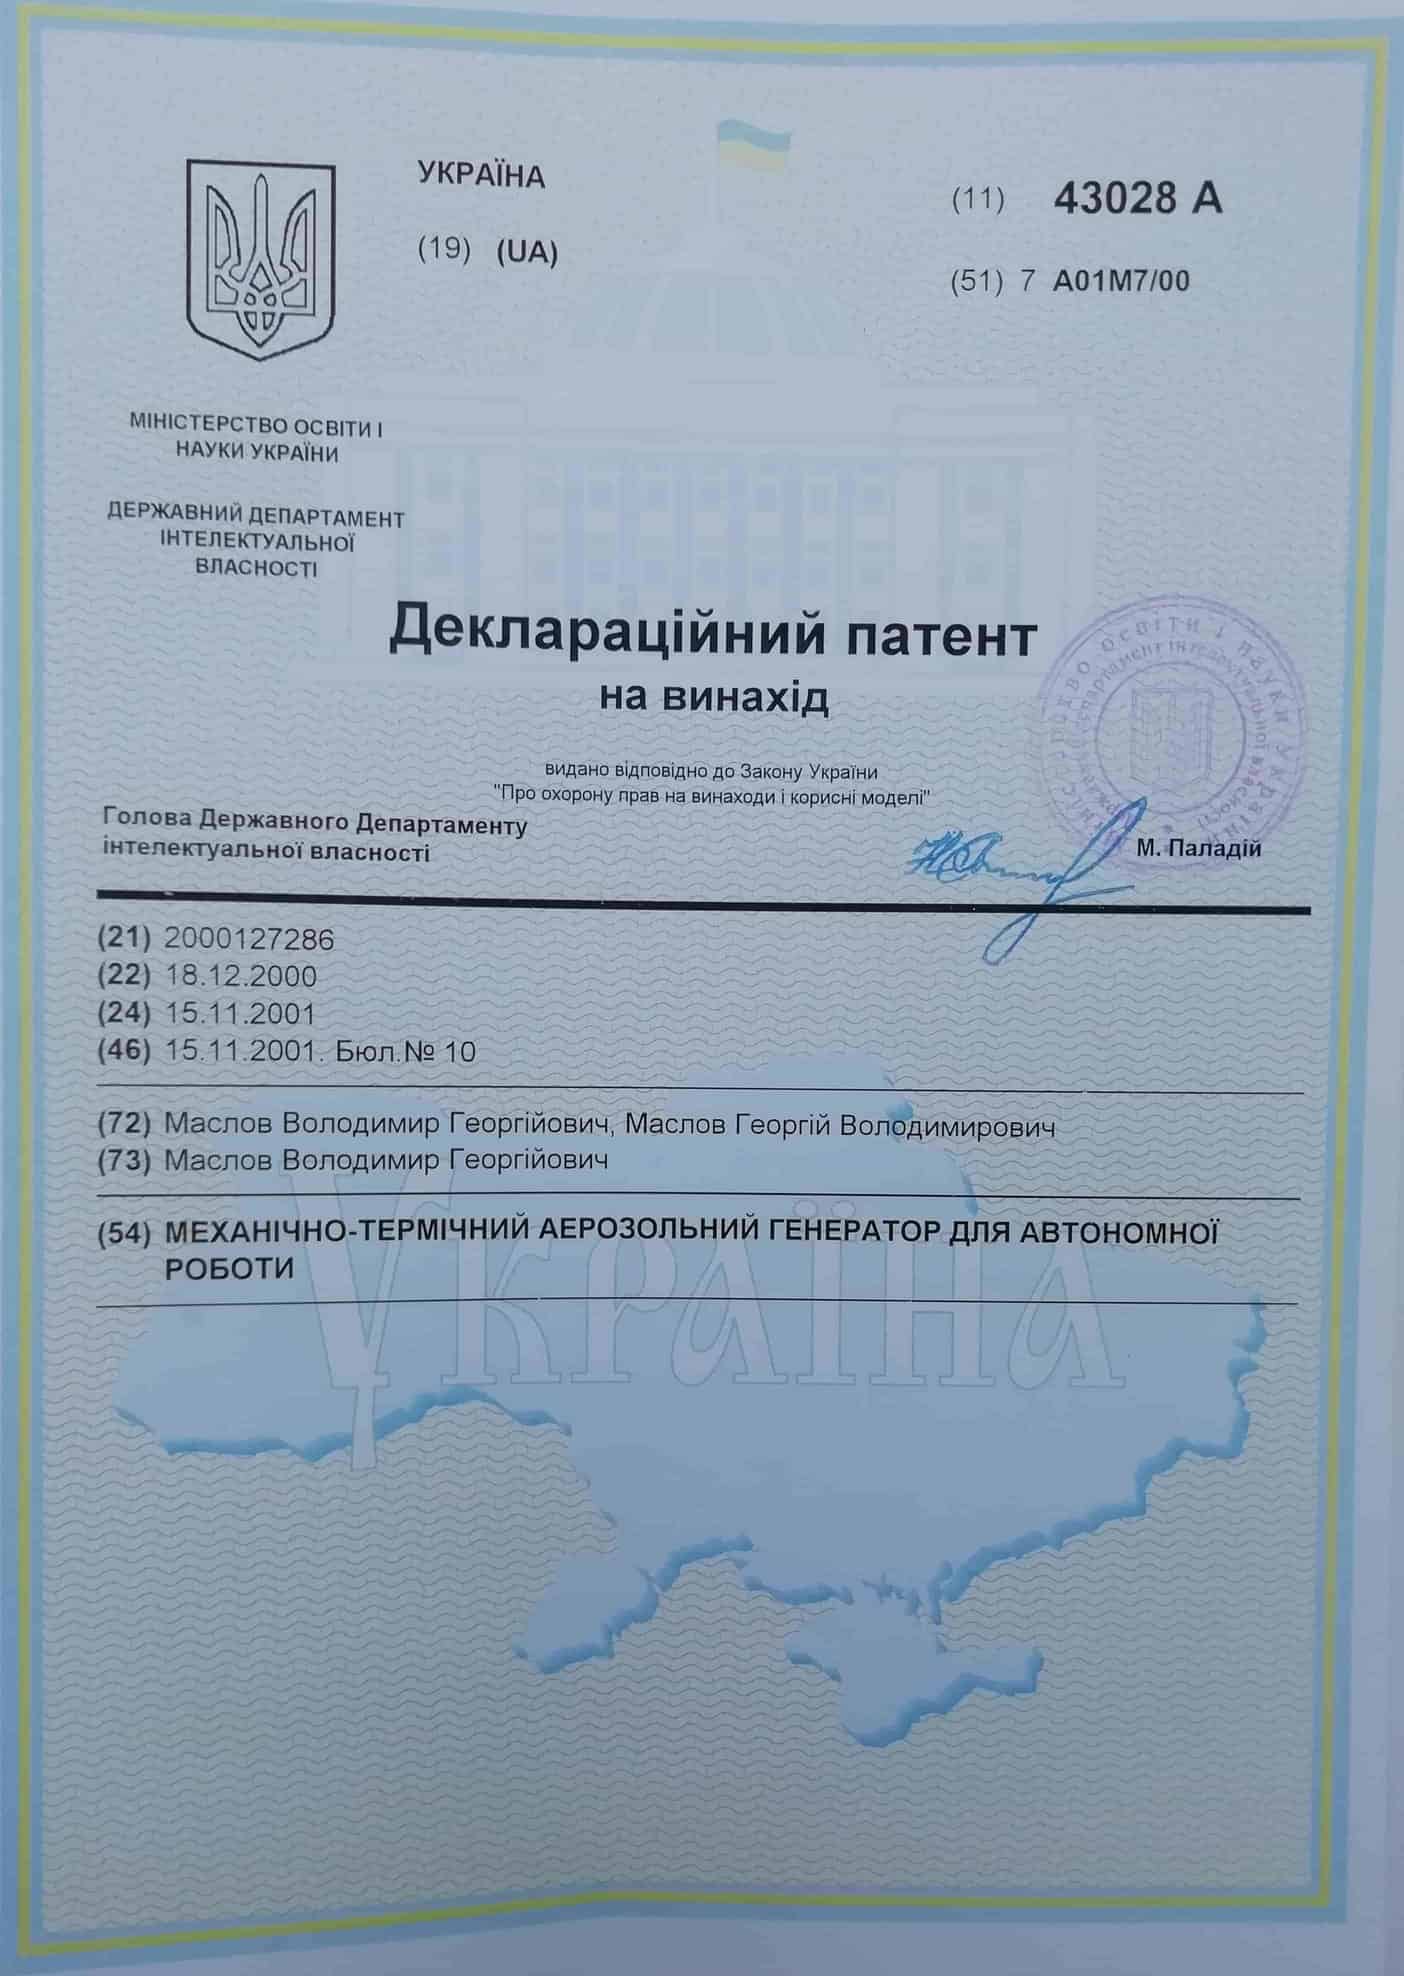 УКРАЇНА
(19) (UA)
(11) 43028 A
(51) 7 A01M7/00
МІНІСТЕРСТВО ОСВІТИ І
НАУКИ УКРАЇНИ
ДЕРЖАВНИЙ ДЕПАРТАМЕНТ
ІНТЕЛЕКТУАЛЬНОЇ
ВЛАСНОСТІ
Деклараційний патент
на винахід
видано відповідно до Закону України
"Про охорону прав на винаходи і корисні моделі"
Голова Державного Департаменту
інтелектуальної власності
М. Паладій
(21) 2000127286
(22) 18.12.2000
(24) 15.11.2001
(46) 15.11.2001. Бюл.№ 10
(72) Маслов Володимир Георгійович, Маслов Георгій Володимирович
(73) Маслов Володимир Георгійович
(54) МЕХАНІЧНО-ТЕРМІЧНИЙ АЕРОЗОЛЬНИЙ ГЕНЕРАТОР ДЛЯ АВТОНОМНОЇ
РОБОТИ
Україна